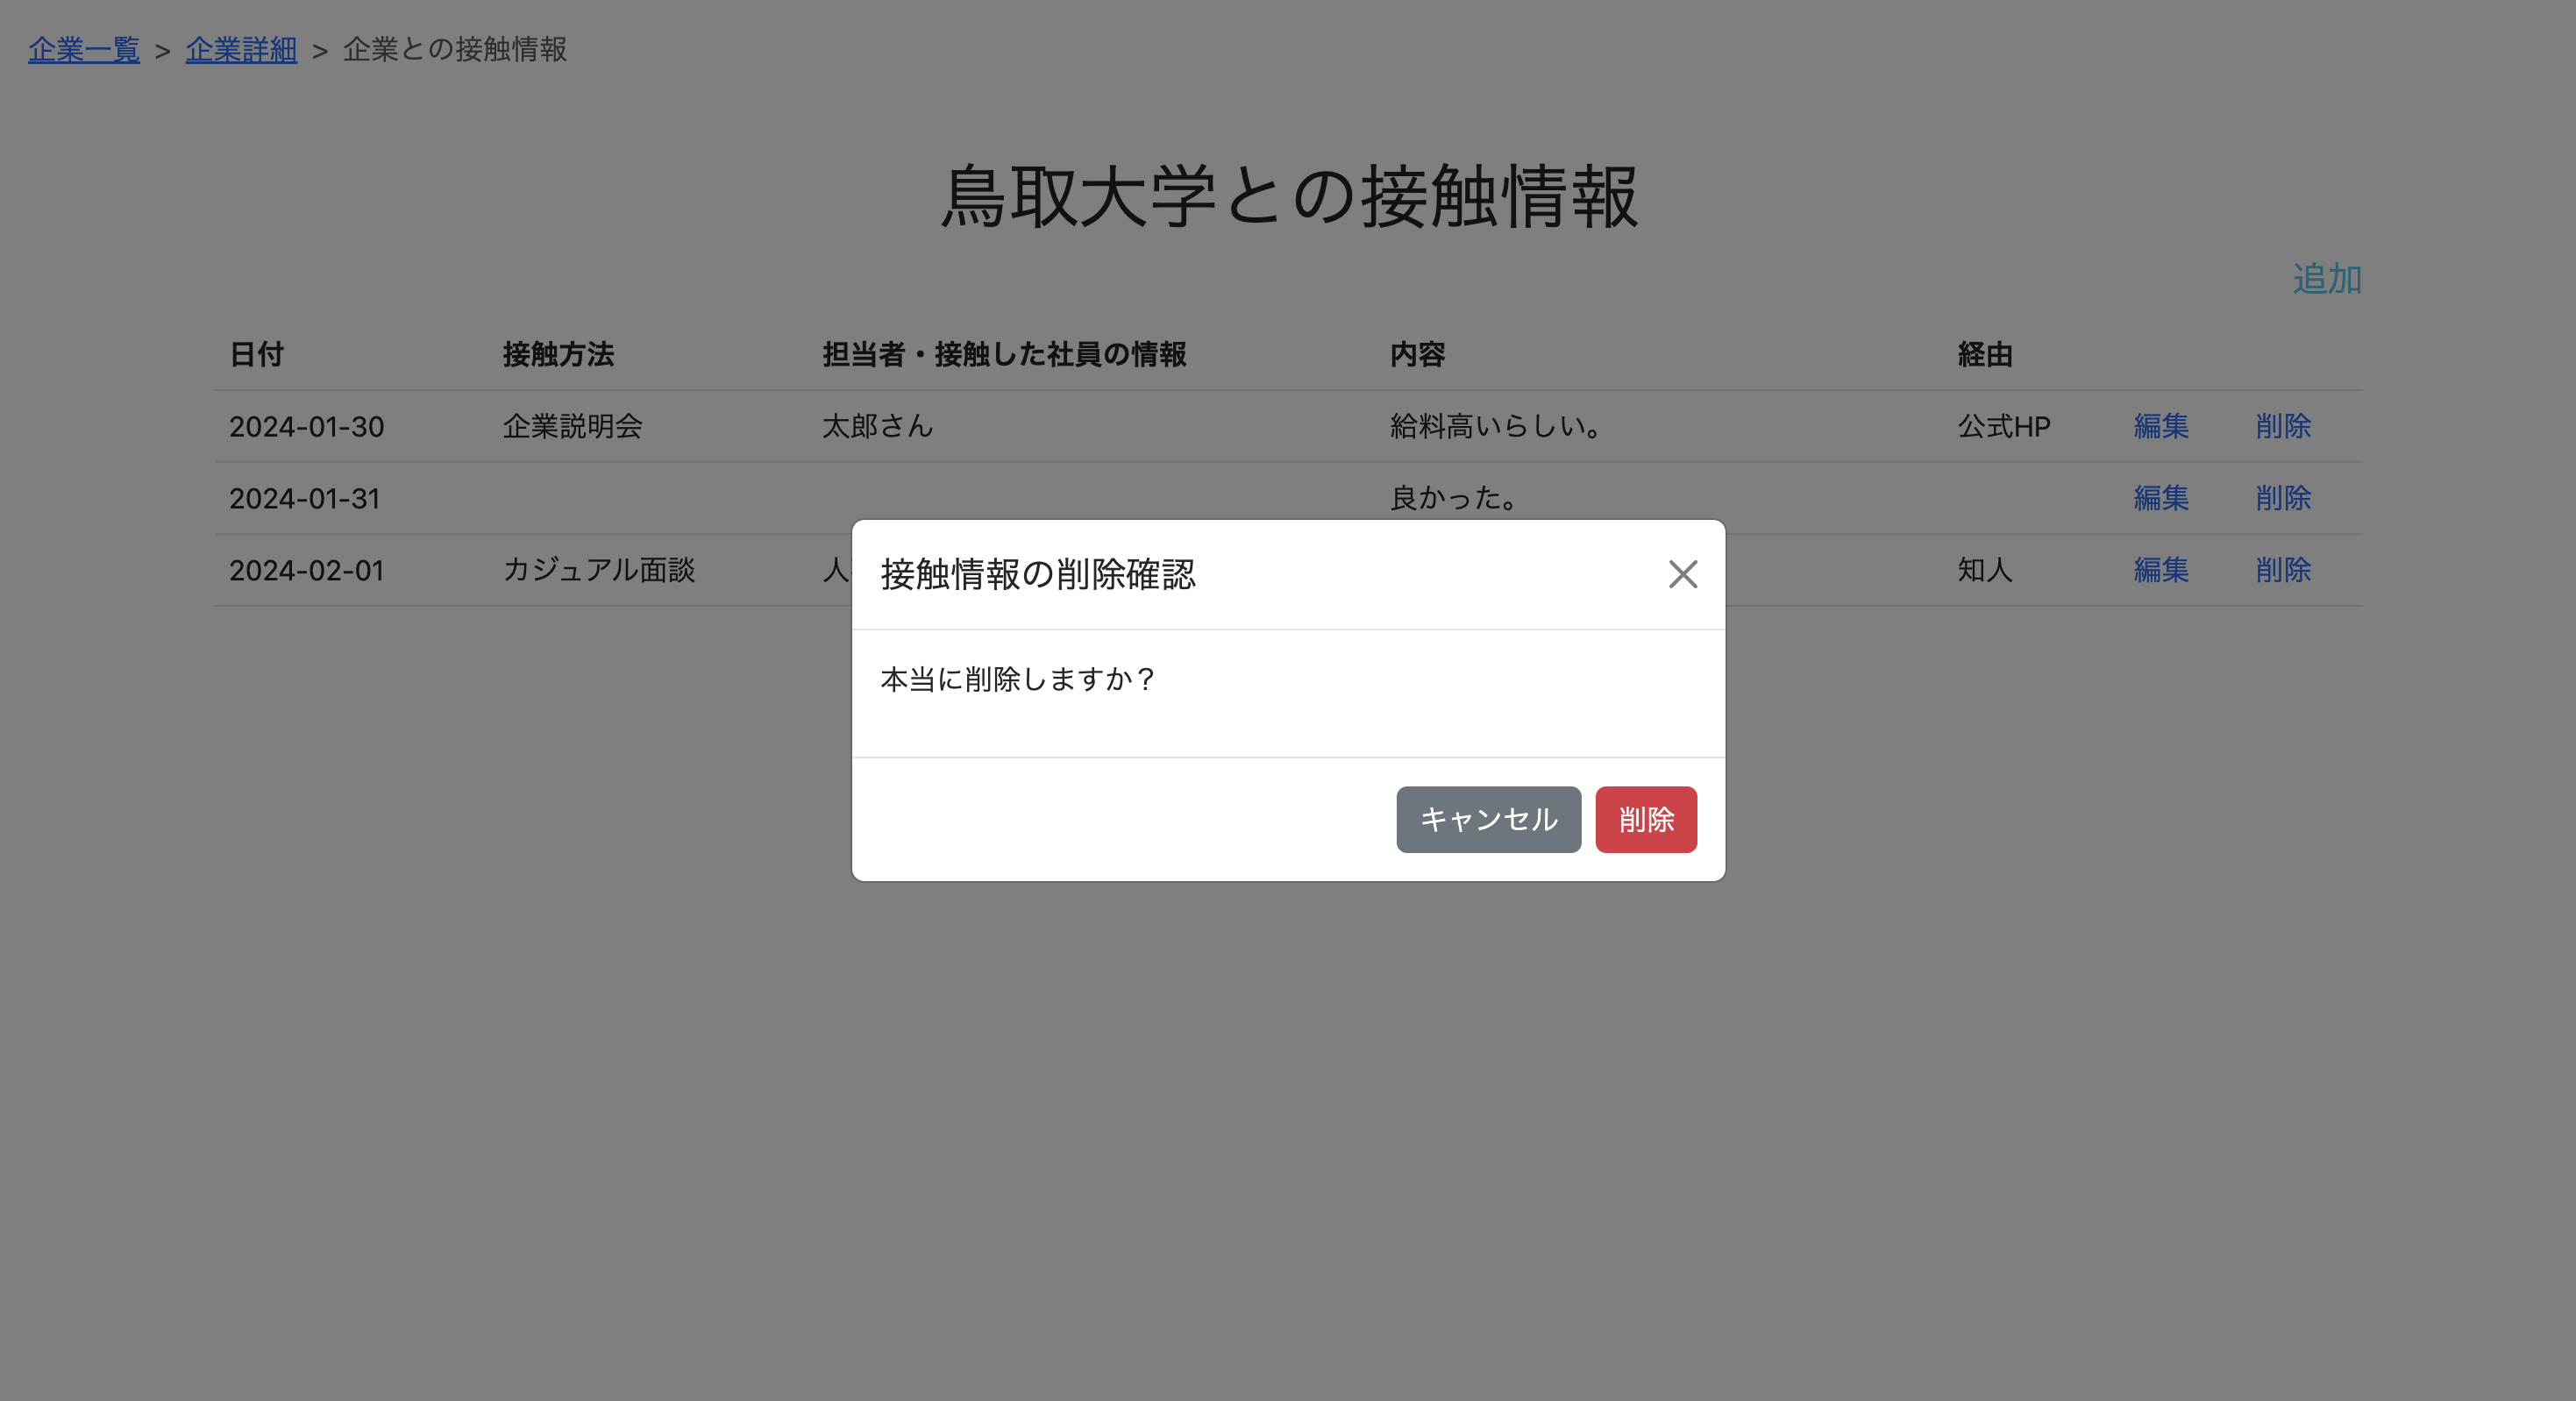 企業一覧 > 企業詳細 > 企業との接触情報
鳥取大学との接触情報
追加
日付 接触方法 担当者・接触した社員の情報 内容 経由
2024-01-30 企業説明会 太郎さん 給料高いらしい。 公式HP 編集 削除
2024-01-31 良かった。 編集 削除
2024-02-01 カジュアル面談 人 知人 編集 削除
接触情報の削除確認
本当に削除しますか？
キャンセル 削除